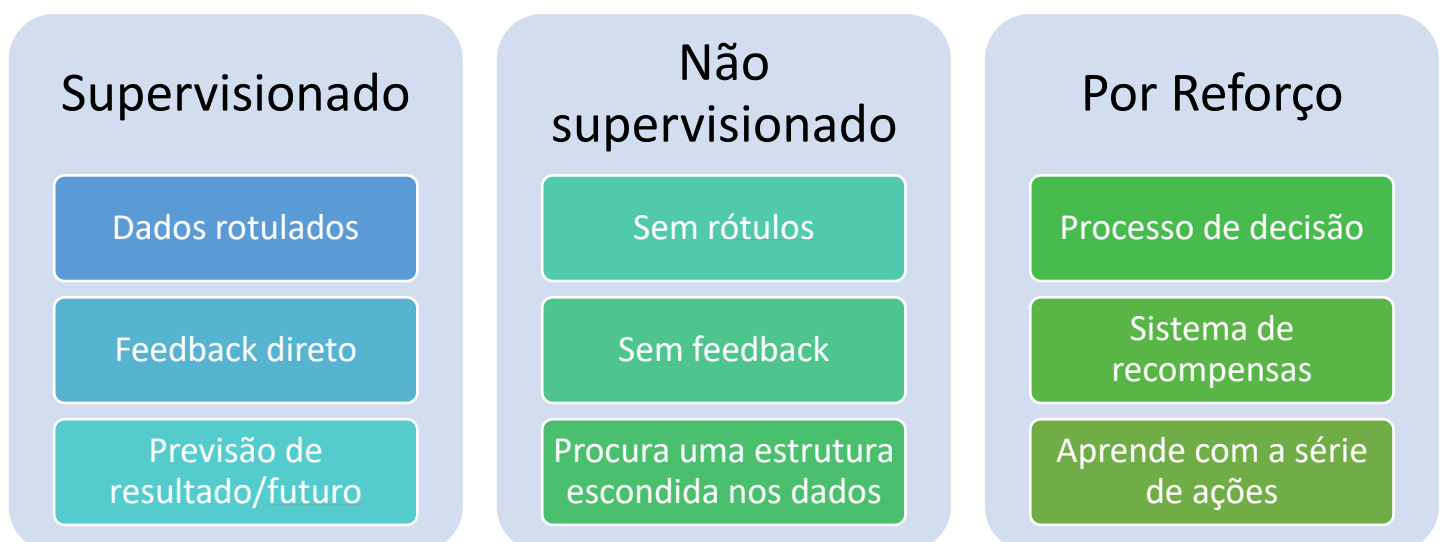 Supervisionado
Dados rotulados
Feedback direto
Previsão de
resultado/futuro
Não
supervisionado
Sem rótulos
Sem feedback
Procura uma estrutura
escondida nos dados
Por Reforço
Processo de decisão
Sistema de
recompensas
Aprende com a série
de ações